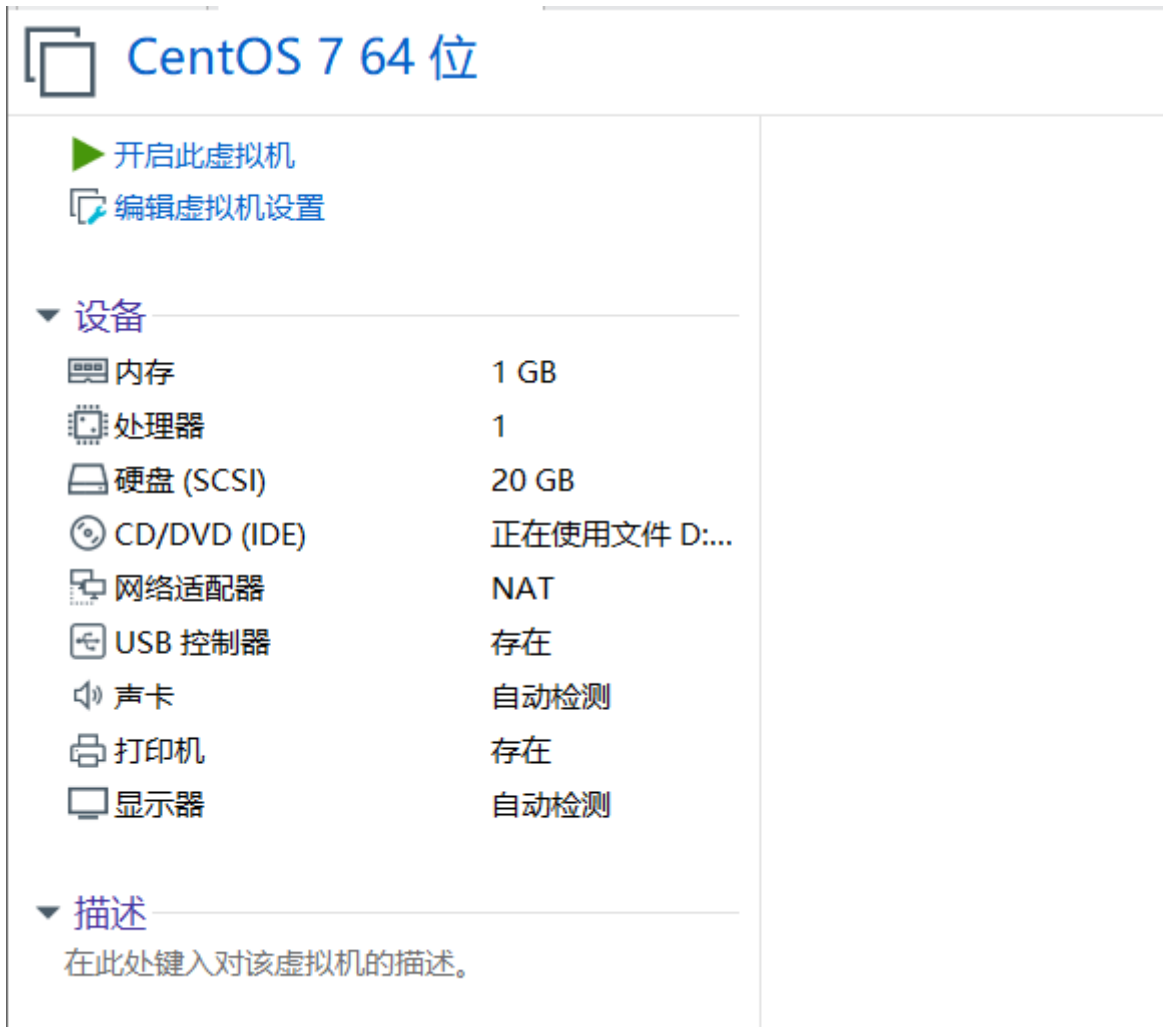 CentOS 7 64 位
开启此虚拟机
编辑虚拟机设置
设备
内存 1 GB
处理器 1
硬盘 (SCSI) 20 GB
CD/DVD (IDE) 正在使用文件 D:...
网络适配器 NAT
USB 控制器 存在
声卡 自动检测
打印机 存在
显示器 自动检测
描述
在此处键入对该虚拟机的描述。